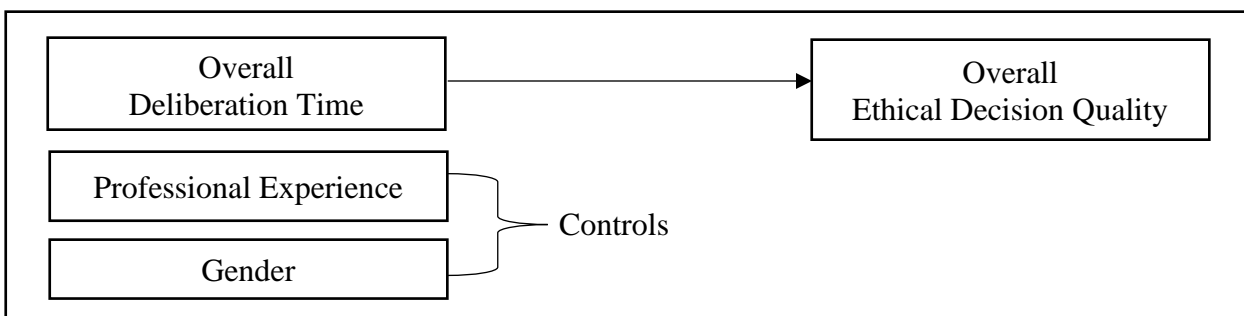 Overall
Deliberation Time
Overall
Ethical Decision Quality
Professional Experience
Controls
Gender